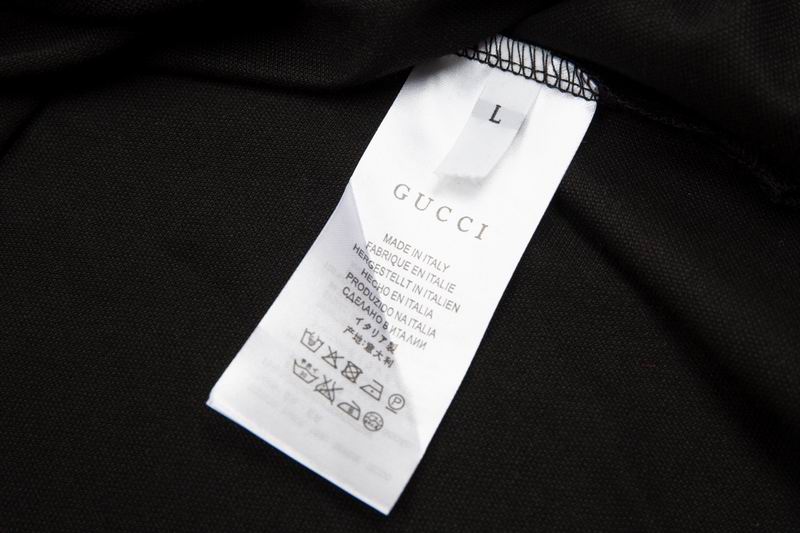 L
GUCCI
MADE IN ITALY
FABRIQUE EN ITALIE
HERGESTELLT IN ITALIEN
HECHO EN ITALIA
PRODUZIDO NA ITALIA
СДЕЛАНО В ИТАЛИИ
イタリア製
产地:意大利
P